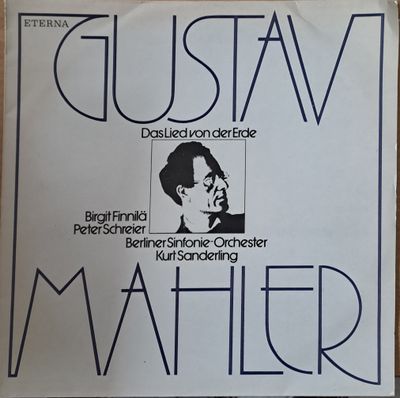 ETERNA
GUSTAV
Das Lied von der Erde
Birgit Finnilä
Peter Schreier
Berliner Sinfonie-Orchester
Kurt Sanderling
MAHLER